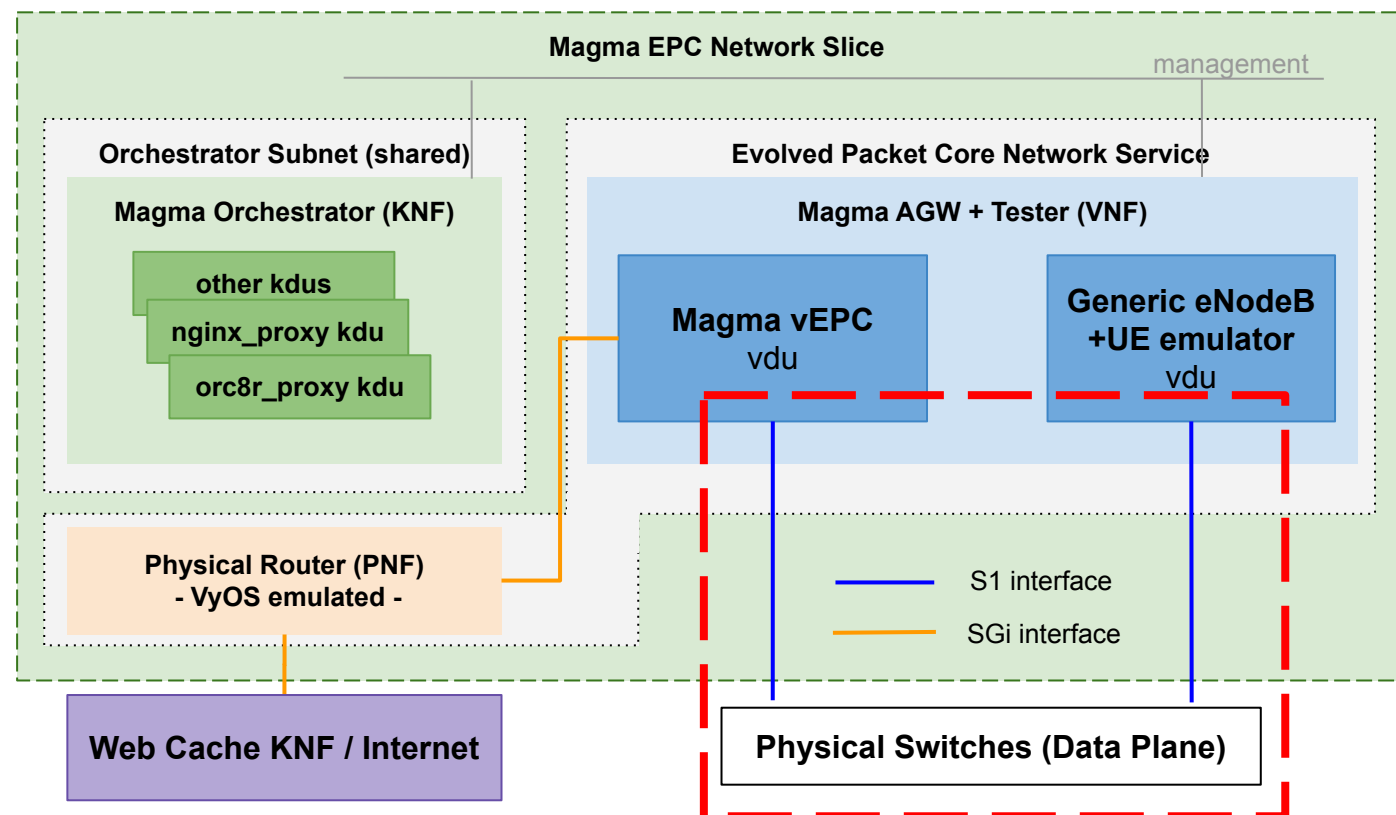 Magma EPC Network Slice
management
Orchestrator Subnet (shared)
Magma Orchestrator (KNF)
other kdus
nginx_proxy kdu
orc8r_proxy kdu
Evolved Packet Core Network Service
Magma AGW + Tester (VNF)
Magma vEPC
vdu
Generic eNodeB
+UE emulator
vdu
Physical Router (PNF)
- VyOS emulated -
S1 interface
SGi interface
Web Cache KNF / Internet
Physical Switches (Data Plane)